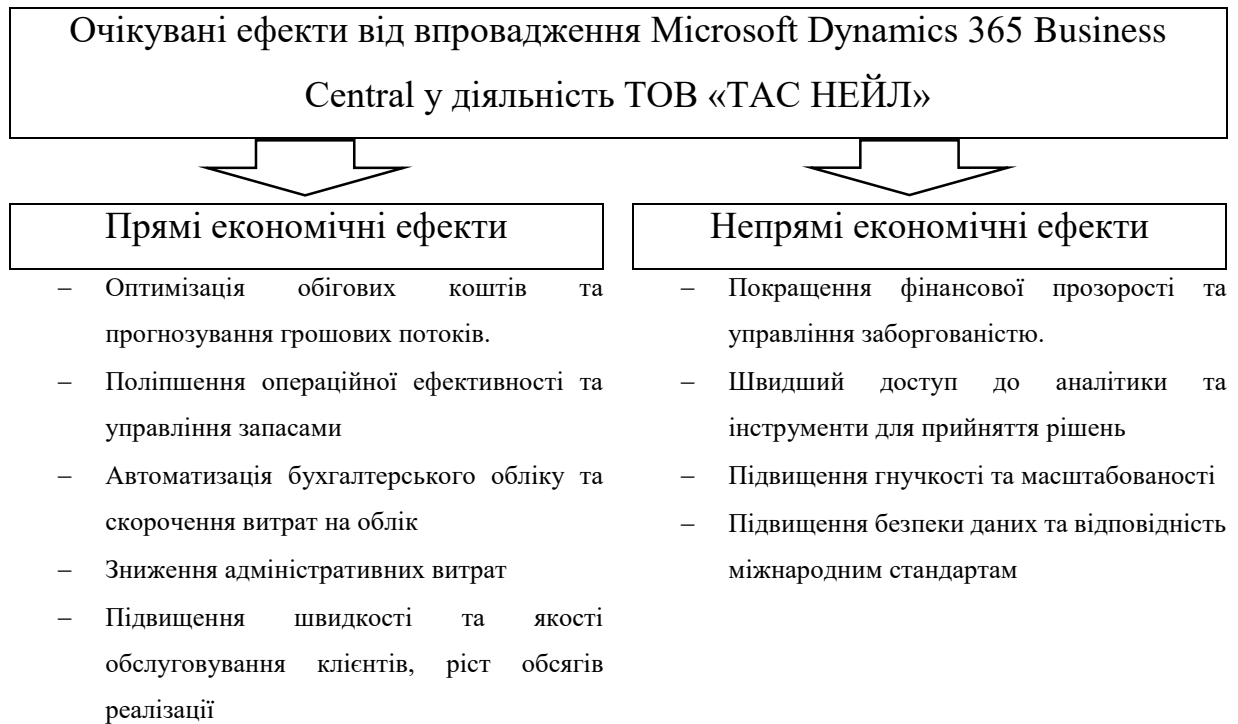 Очікувані ефекти від впровадження Microsoft Dynamics 365 Business
Central у діяльність ТОВ «ТАС НЕЙЛ»
Прямі економічні ефекти
– Оптимізація обігових коштів та
прогнозування грошових потоків.
– Поліпшення операційної ефективності та
управління запасами
– Автоматизація бухгалтерського обліку та
скорочення витрат на облік
– Зниження адміністративних витрат
– Підвищення швидкості та якості
обслуговування клієнтів, ріст обсягів
реалізації
Непрямі економічні ефекти
– Покращення фінансової прозорості та
управління заборгованістю.
– Швидший доступ до аналітики та
інструменти для прийняття рішень
– Підвищення гнучкості та масштабованості
– Підвищення безпеки даних та відповідність
міжнародним стандартам